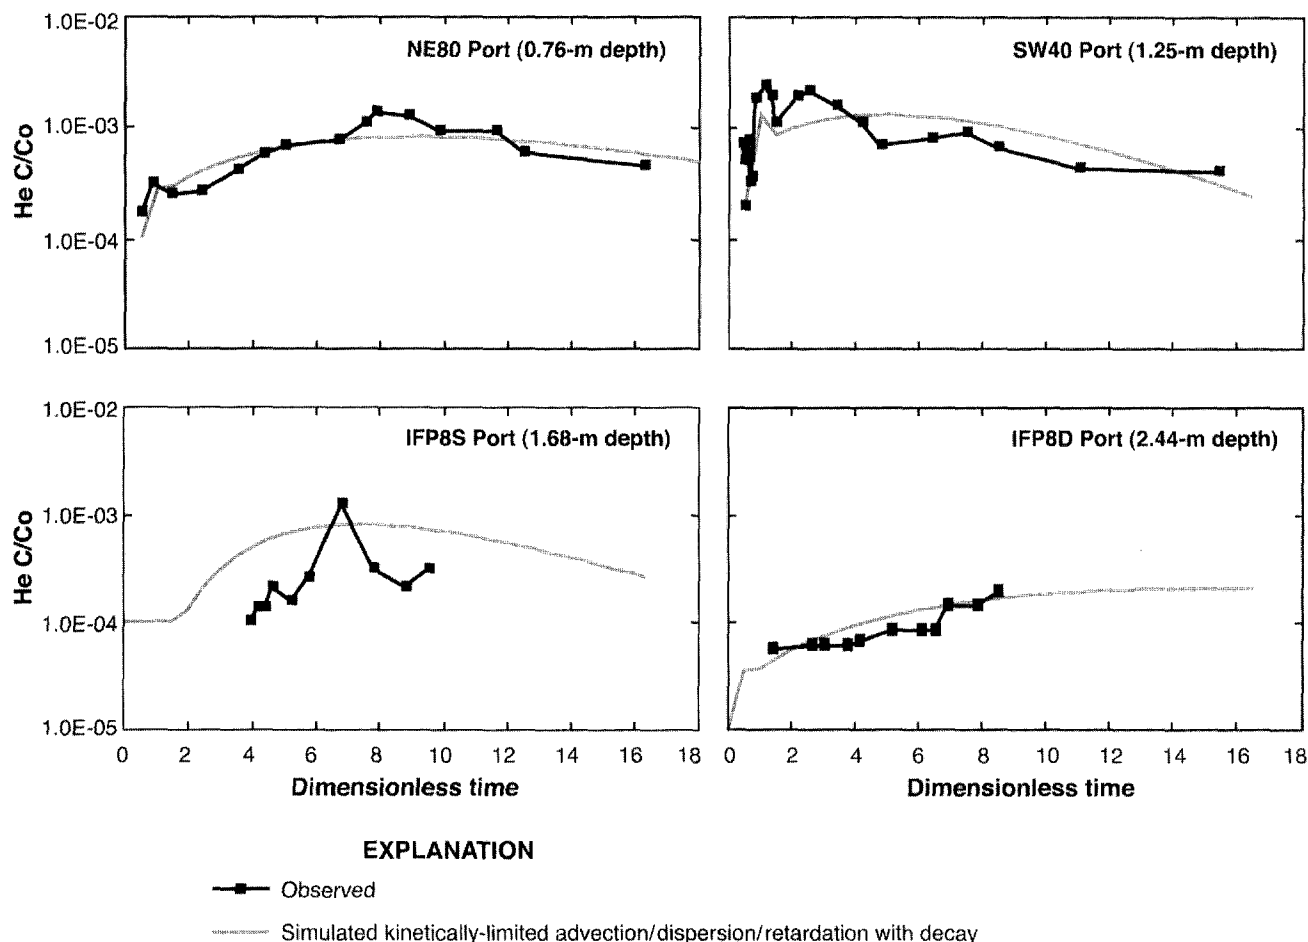 1.0E-02
NE80 Port (0.76-m depth)
1.0E-03
1.0E-04
1.0E-05
He C/Co
SW40 Port (1.25-m depth)
1.0E-02
IFP8S Port (1.68-m depth)
1.0E-03
1.0E-04
1.0E-05
He C/Co
0 2 4 6 8 10 12 14 16 18
Dimensionless time
IFP8D Port (2.44-m depth)
0 2 4 6 8 10 12 14 16 18
Dimensionless time
EXPLANATION
Observed
Simulated kinetically-limited advection/dispersion/retardation with decay